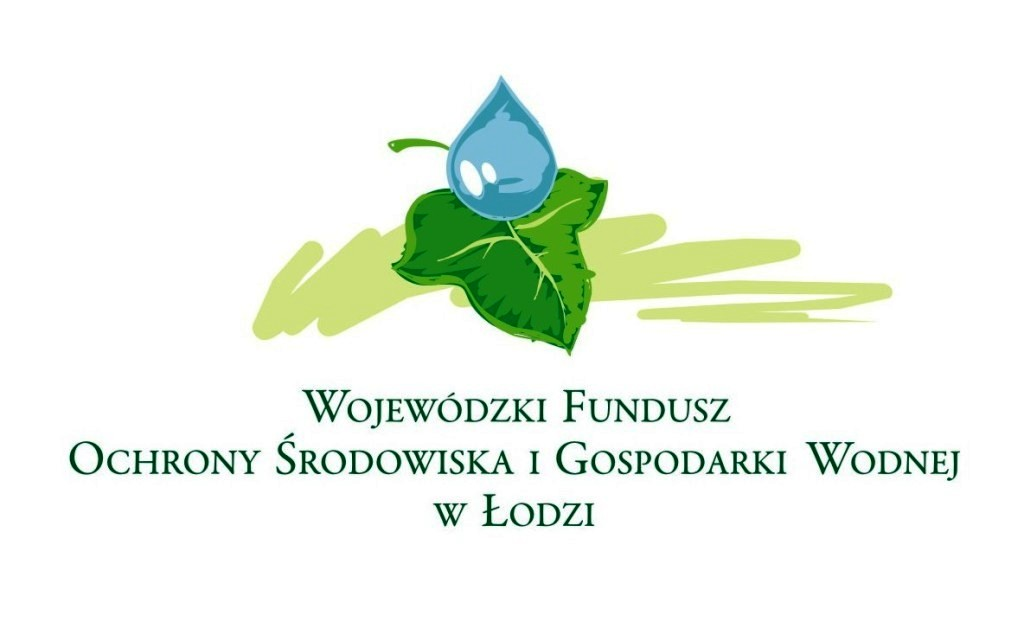 Wojewódzki Fundusz
Ochrony Środowiska i Gospodarki Wodnej
w Łodzi